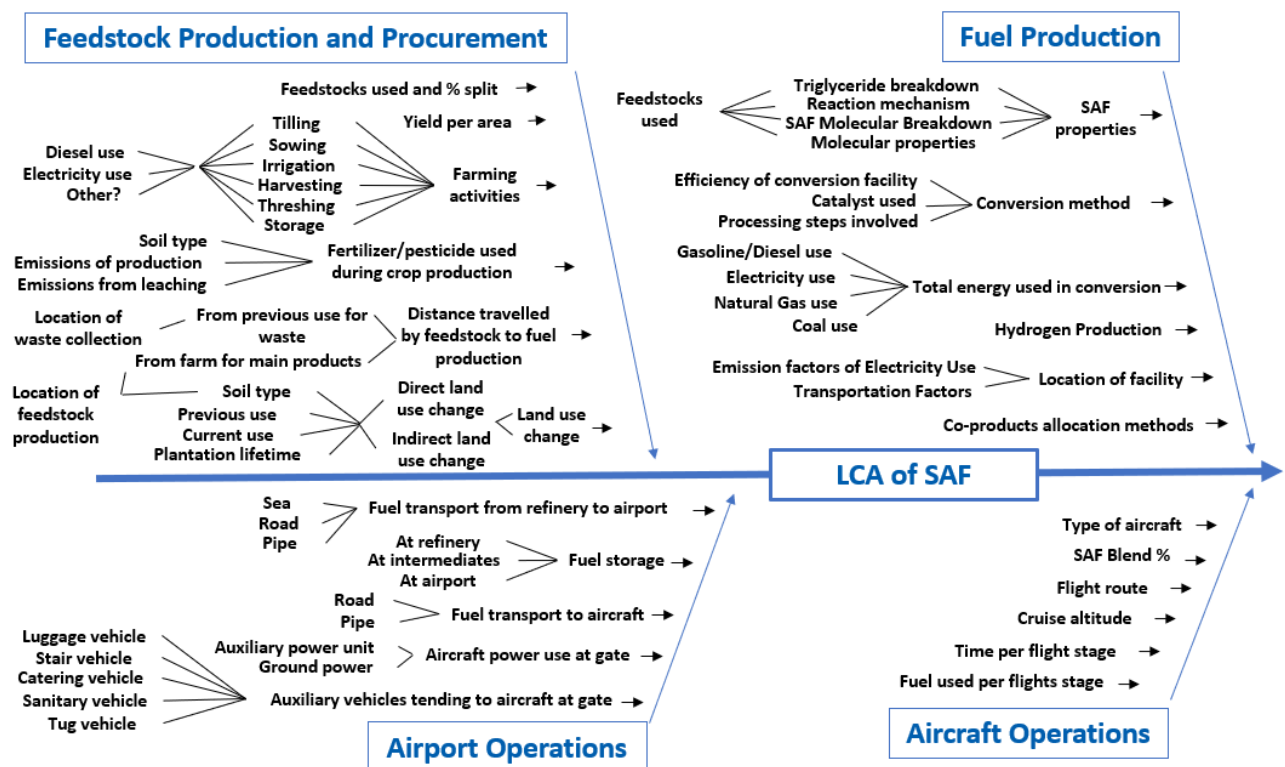 Feedstock Production and Procurement
Feedstocks used and % split
Yield per area
Tilling
Sowing
Irrigation
Harvesting
Threshing
Storage
Diesel use
Electricity use
Other?
Farming
activities
Soil type
Emissions of production
Emissions from leaching
Fertilizer/pesticide used
during crop production
Location of
waste collection
From previous use for
waste
From farm for main products
Distance travelled
by feedstock to fuel
production
Location of
feedstock
production
Soil type
Previous use
Current use
Plantation lifetime
Direct land
use change
Indirect land
use change
Land use
change
Fuel Production
Feedstocks
used
Triglyceride breakdown
Reaction mechanism
SAF Molecular Breakdown
Molecular properties
SAF
properties
Efficiency of conversion facility
Catalyst used
Processing steps involved
Conversion method
Gasoline/Diesel use
Electricity use
Natural Gas use
Coal use
Total energy used in conversion
Hydrogen Production
Emission factors of Electricity Use
Transportation Factors
Location of facility
Co-products allocation methods
LCA of SAF
Sea
Road
Pipe
Fuel transport from refinery to airport
At refinery
At intermediates
At airport
Fuel storage
Road
Pipe
Fuel transport to aircraft
Auxiliary power unit
Ground power
Aircraft power use at gate
Luggage vehicle
Stair vehicle
Catering vehicle
Sanitary vehicle
Tug vehicle
Auxiliary vehicles tending to aircraft at gate
Airport Operations
Type of aircraft
SAF Blend %
Flight route
Cruise altitude
Time per flight stage
Fuel used per flights stage
Aircraft Operations